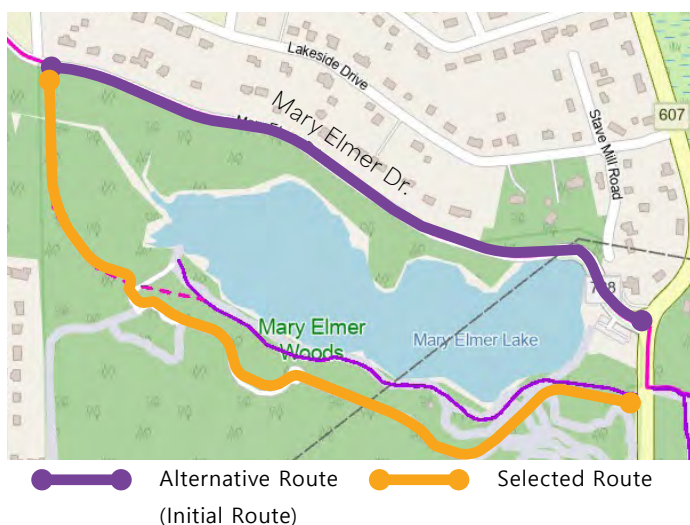 Lakeside Drive
Mary Elmer Dr.
Stave Mill Road
607
Mary Elmer
Woods
Mary Elmer Lake
Alternative Route
(Initial Route)
Selected Route